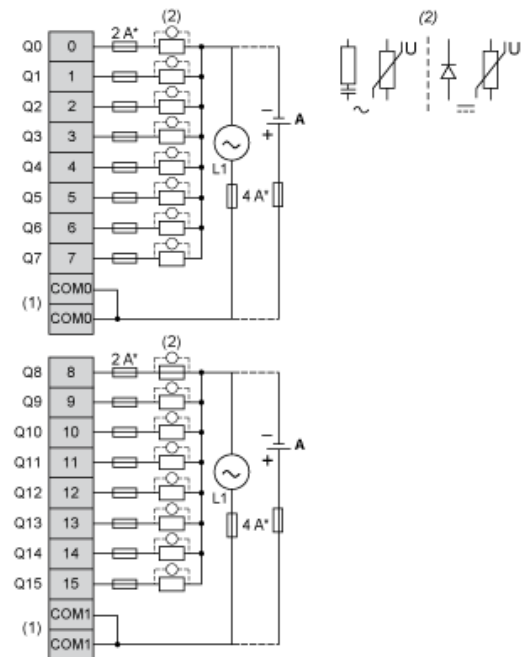 (2)
2 A*
Q0 0
Q1 1
Q2 2
Q3 3
Q4 4
Q5 5
Q6 6
Q7 7
COM0
(1)
COM0
− A
+
~
L1
4 A*
(2)
U U
~
(2)
2 A*
Q8 8
Q9 9
Q10 10
Q11 11
Q12 12
Q13 13
Q14 14
Q15 15
COM1
(1)
COM1
− A
+
~
L1
4 A*